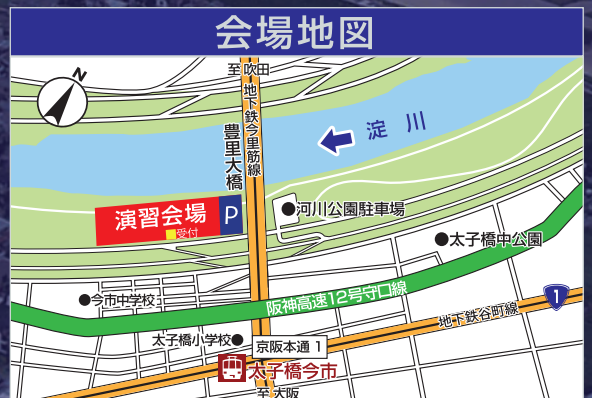 会場地図
N
至 吹田
地下鉄今里筋線
豊里大橋
淀 川
演習会場
P
受付
●河川公園駐車場
●太子橋中公園
●今市中学校
阪神高速12号守口線
1
地下鉄谷町線
太子橋小学校●
京阪本通 1
太子橋今市
至 大阪